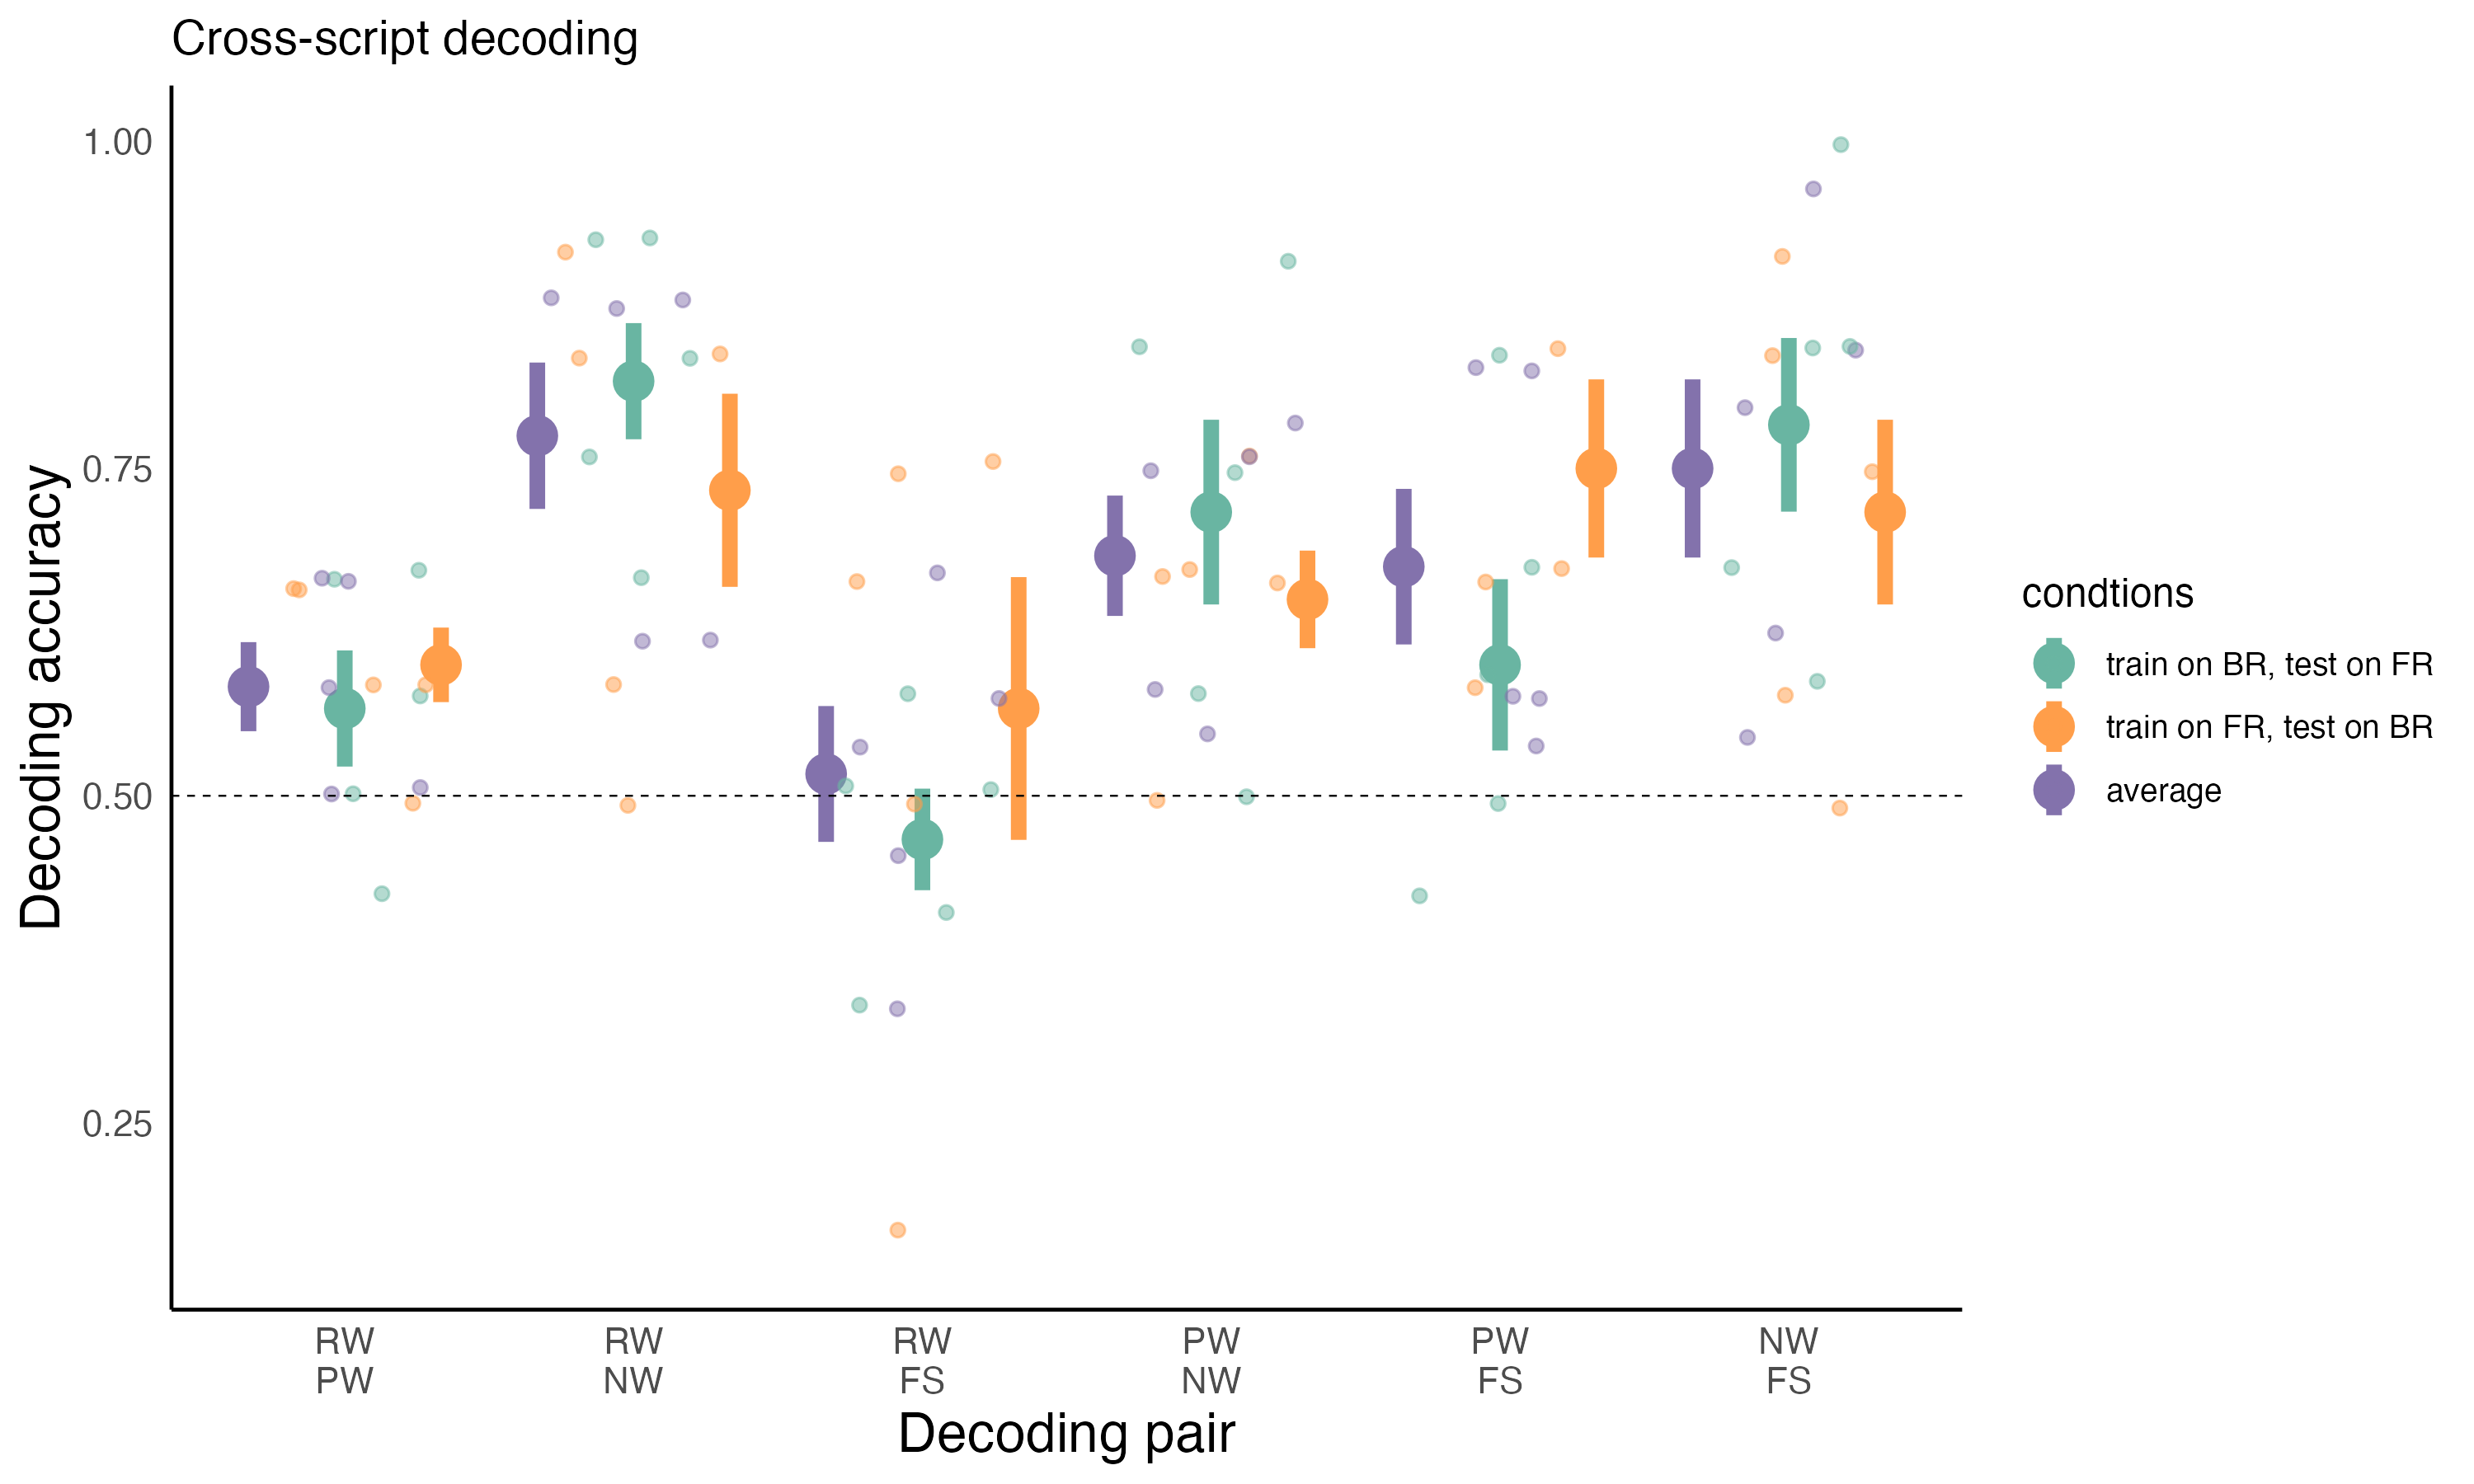 Cross-script decoding
Decoding accuracy
1.00
0.75
0.50
0.25
RW
PW
RW
NW
RW
FS
PW
NW
PW
FS
NW
FS
Decoding pair
condtions
train on BR, test on FR
train on FR, test on BR
average